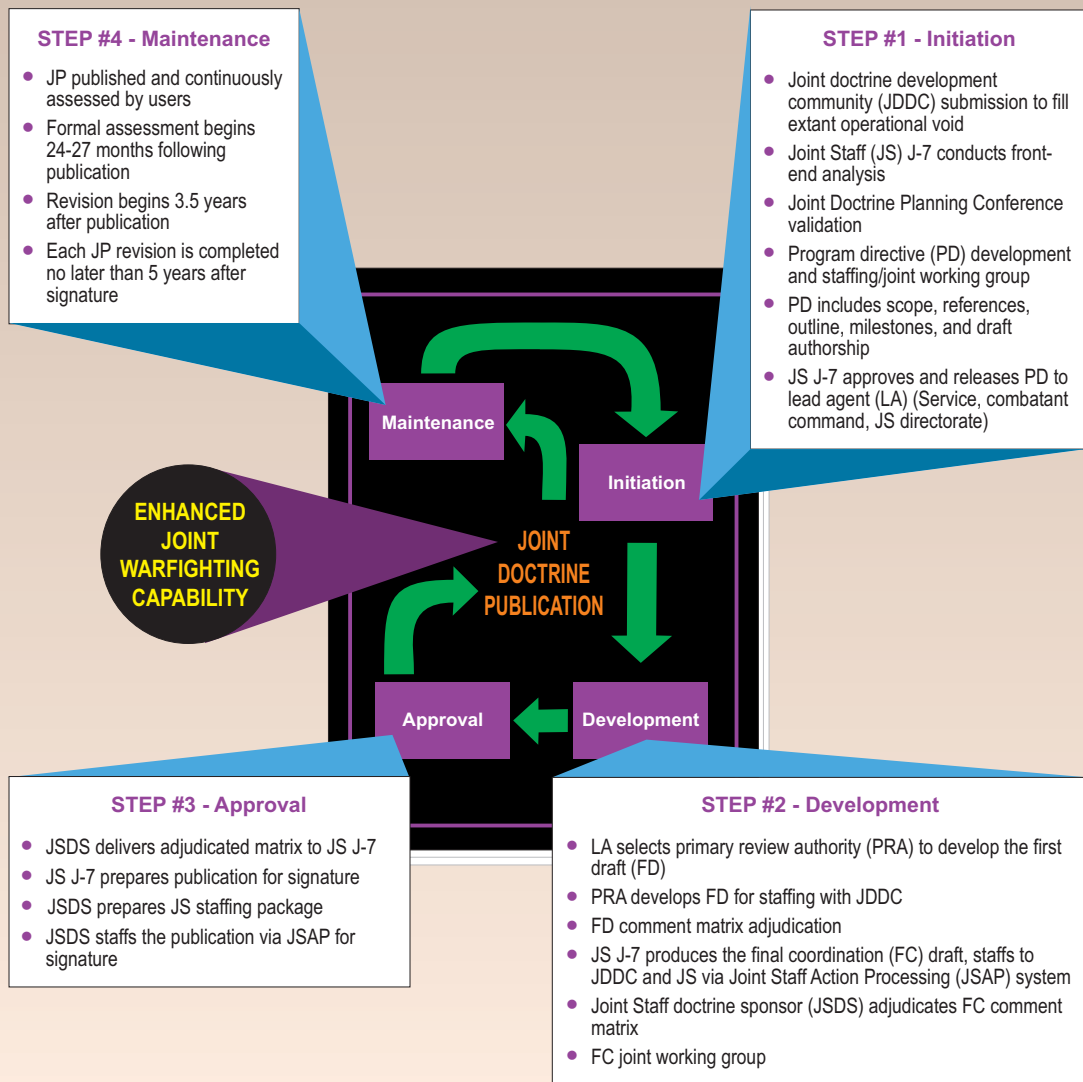 STEP #4 - Maintenance
• JP published and continuously
assessed by users
• Formal assessment begins
24-27 months following
publication
• Revision begins 3.5 years
after publication
• Each JP revision is completed
no later than 5 years after
signature
STEP #1 - Initiation
• Joint doctrine development
community (JDDC) submission to fill
extant operational void
• Joint Staff (JS) J-7 conducts front-
end analysis
• Joint Doctrine Planning Conference
validation
• Program directive (PD) development
and staffing/joint working group
• PD includes scope, references,
outline, milestones, and draft
authorship
• JS J-7 approves and releases PD to
lead agent (LA) (Service, combatant
command, JS directorate)
Maintenance
Initiation
ENHANCED
JOINT
WARFIGHTING
CAPABILITY
JOINT
DOCTRINE
PUBLICATION
Approval
Development
STEP #3 - Approval
• JSDS delivers adjudicated matrix to JS J-7
• JS J-7 prepares publication for signature
• JSDS prepares JS staffing package
• JSDS staffs the publication via JSAP for
signature
STEP #2 - Development
• LA selects primary review authority (PRA) to develop the first
draft (FD)
• PRA develops FD for staffing with JDDC
• FD comment matrix adjudication
• JS J-7 produces the final coordination (FC) draft, staffs to
JDDC and JS via Joint Staff Action Processing (JSAP) system
• Joint Staff doctrine sponsor (JSDS) adjudicates FC comment
matrix
• FC joint working group